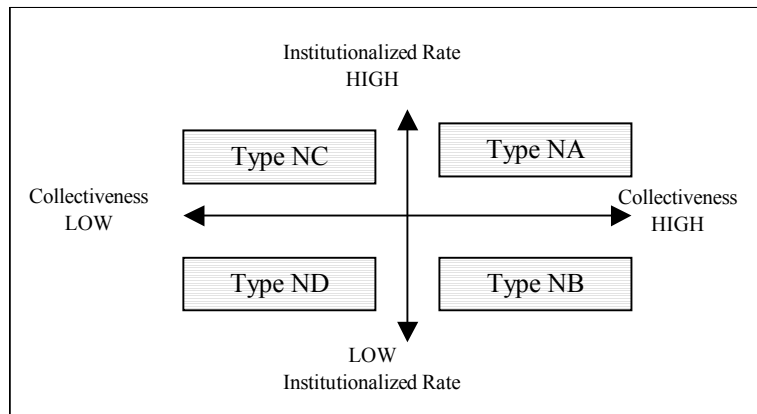 Institutionalized Rate
HIGH
Type NC
Type NA
Collectiveness
LOW
Collectiveness
HIGH
Type ND
Type NB
LOW
Institutionalized Rate